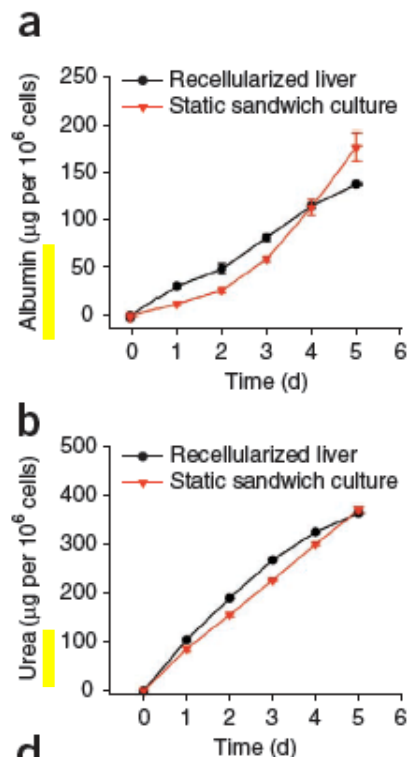 a
250
200
150
100
50
0
Albumin (µg per 10⁶ cells)
Recellularized liver
Static sandwich culture
0 1 2 3 4 5 6
Time (d)
b
500
400
300
200
100
0
Urea (µg per 10⁶ cells)
Recellularized liver
Static sandwich culture
0 1 2 3 4 5 6
Time (d)
d